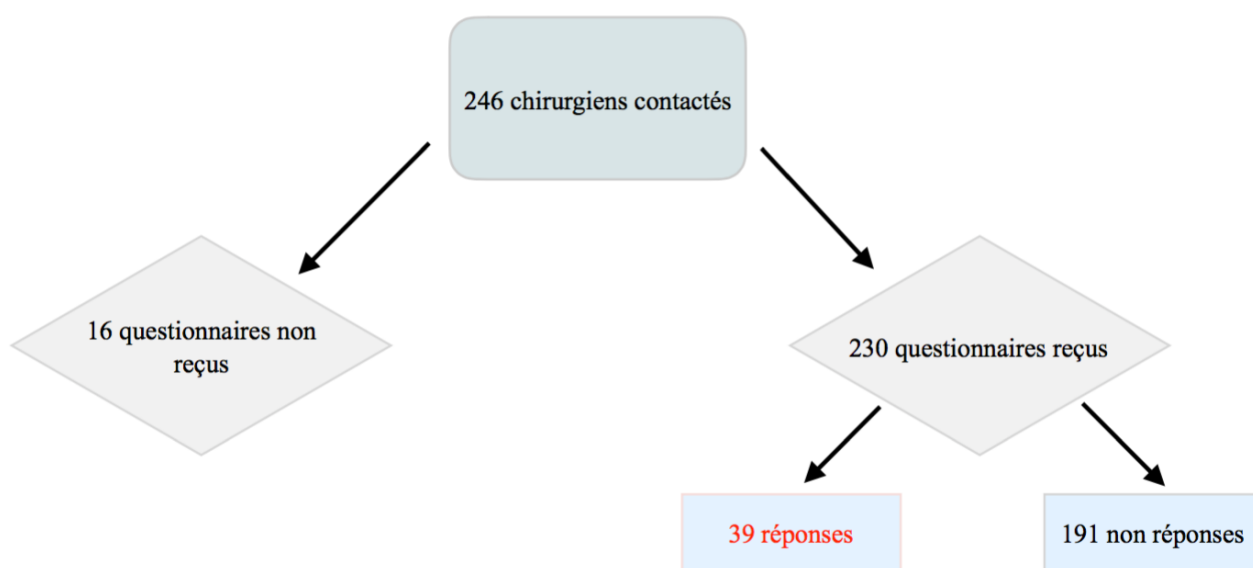 246 chirurgiens contactés
16 questionnaires non
reçus
230 questionnaires reçus
39 réponses
191 non réponses